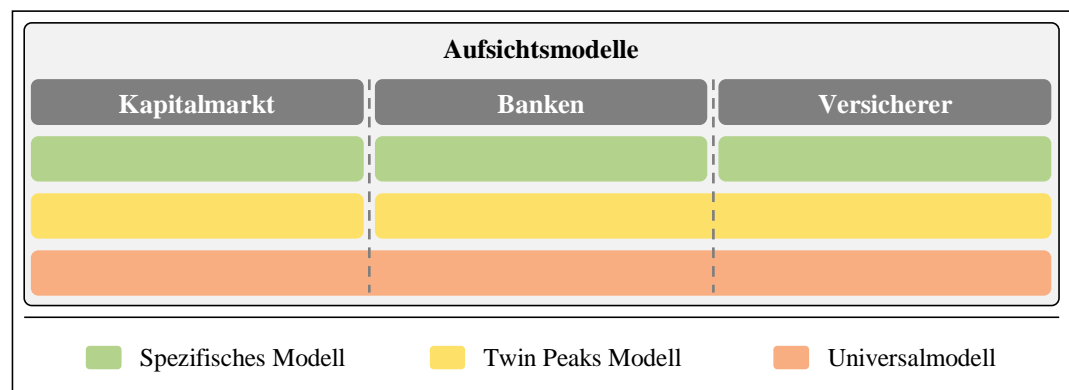 Aufsichtsmodelle
Kapitalmarkt Banken Versicherer
Spezifisches Modell Twin Peaks Modell Universalmodell